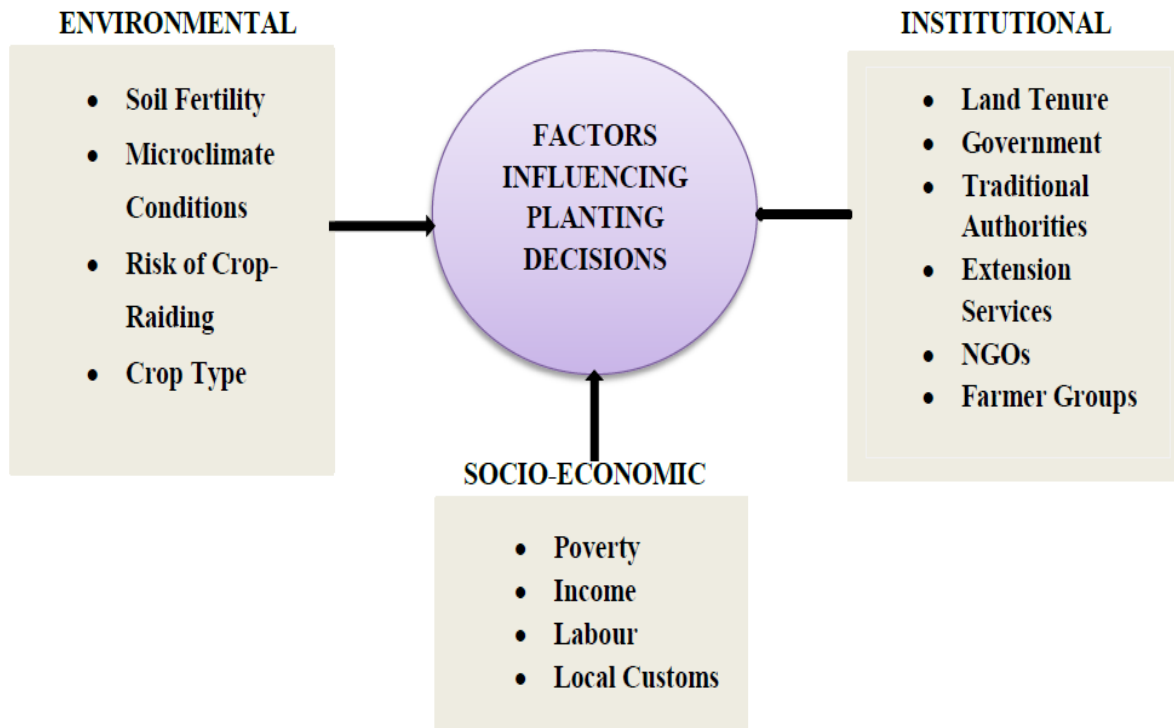 ENVIRONMENTAL
• Soil Fertility
• Microclimate
Conditions
• Risk of Crop-
Raiding
• Crop Type
FACTORS
INFLUENCING
PLANTING
DECISIONS
INSTITUTIONAL
• Land Tenure
• Government
• Traditional
Authorities
• Extension
Services
• NGOs
• Farmer Groups
SOCIO-ECONOMIC
• Poverty
• Income
• Labour
• Local Customs